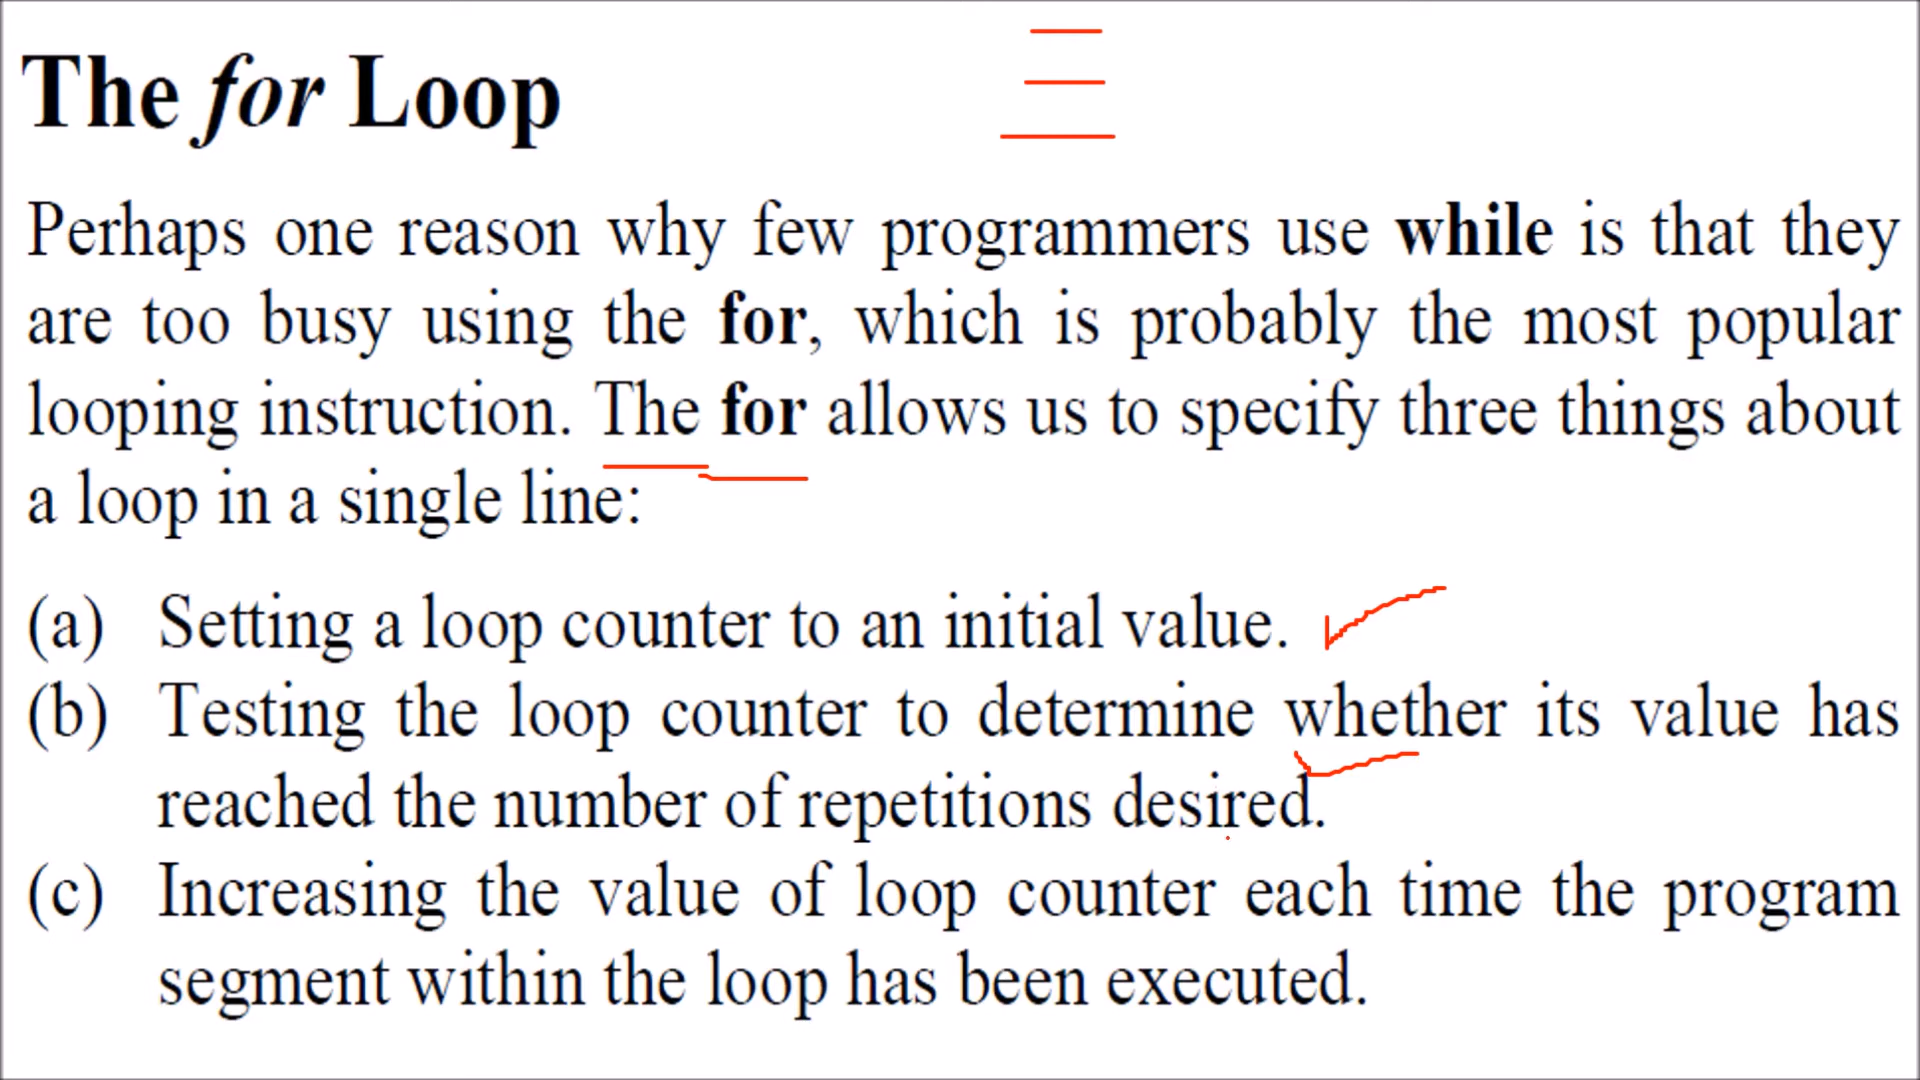 The for Loop
Perhaps one reason why few programmers use while is that they
are too busy using the for, which is probably the most popular
looping instruction. The for allows us to specify three things about
a loop in a single line:
(a) Setting a loop counter to an initial value.
(b) Testing the loop counter to determine whether its value has
reached the number of repetitions desired.
(c) Increasing the value of loop counter each time the program
segment within the loop has been executed.